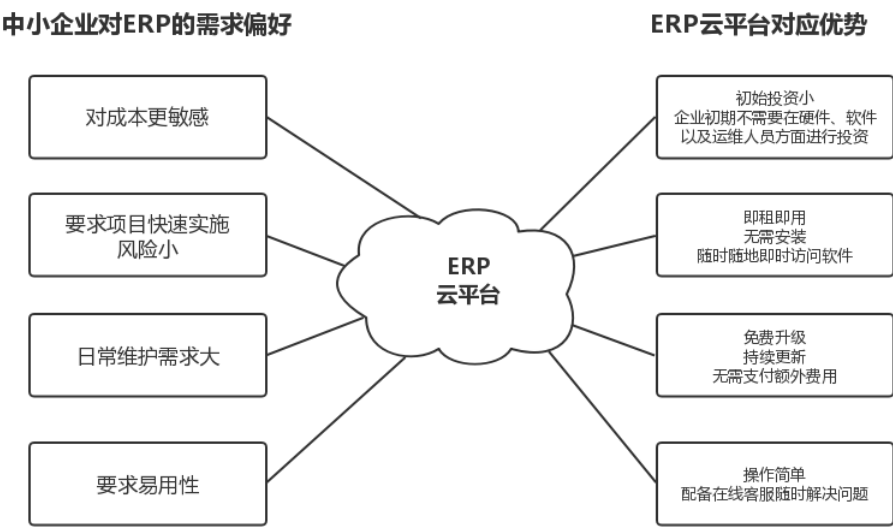 中小企业对ERP的需求偏好
ERP云平台对应优势
对成本更敏感
要求项目快速实施
风险小
日常维护需求大
要求易用性
ERP
云平台
初始投资小
企业初期不需要在硬件、软件
以及运维人员方面进行投资
即租即用
无需安装
随时随地即时访问软件
免费升级
持续更新
无需支付额外费用
操作简单
配备在线客服随时解决问题